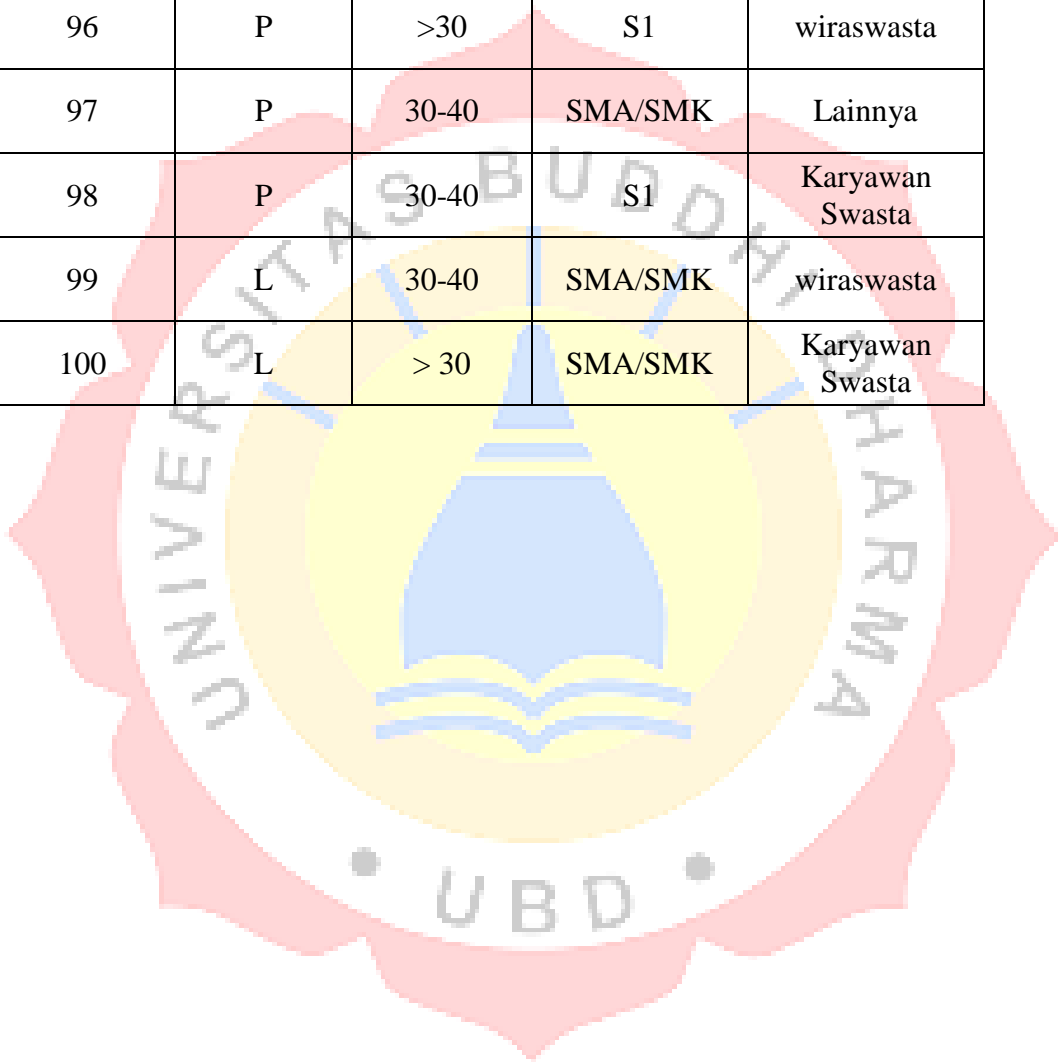 96 P >30 S1 wiraswasta
97 P 30-40 SMA/SMK Lainnya
98 P 30-40 S1 Karyawan Swasta
99 L 30-40 SMA/SMK wiraswasta
100 L > 30 SMA/SMK Karyawan Swasta
UNIVERSITAS BUDDHI DHARMA
UBD